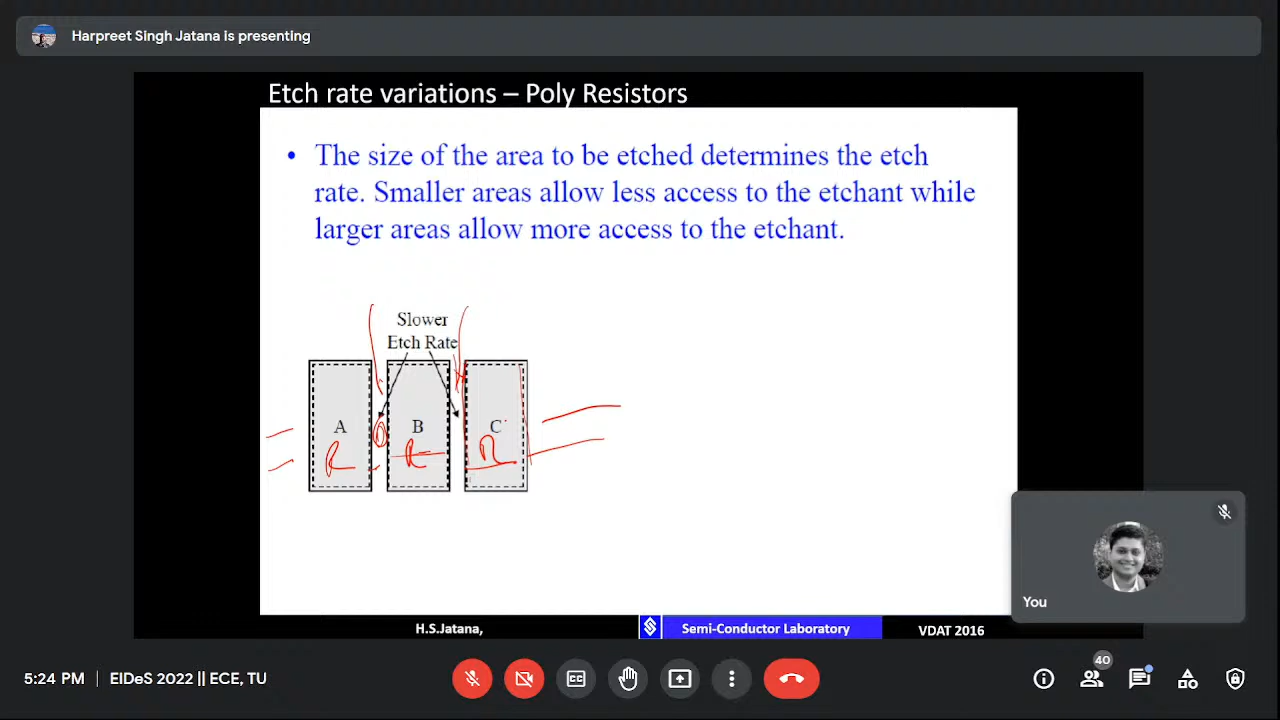 Harpreet Singh Jatana is presenting
Etch rate variations – Poly Resistors
• The size of the area to be etched determines the etch
rate. Smaller areas allow less access to the etchant while
larger areas allow more access to the etchant.
Slower
Etch Rate
A B C
R R R
You
H.S.Jatana, Semi-Conductor Laboratory VDAT 2016
40
5:24 PM | EIDeS 2022 || ECE, TU